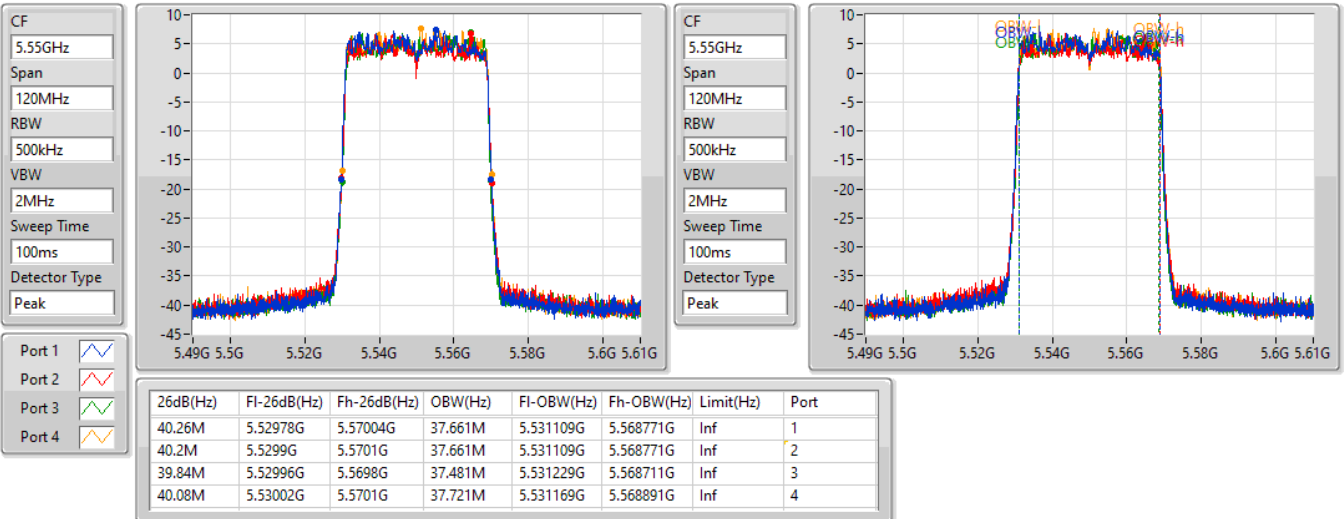 CF
5.55GHz
Span
120MHz
RBW
500kHz
VBW
2MHz
Sweep Time
100ms
Detector Type
Peak
10
5
0
-5
-10
-15
-20
-25
-30
-35
-40
-45
5.49G 5.5G 5.52G 5.54G 5.56G 5.58G 5.6G 5.61G
CF
5.55GHz
Span
120MHz
RBW
500kHz
VBW
2MHz
Sweep Time
100ms
Detector Type
Peak
10
5
0
-5
-10
-15
-20
-25
-30
-35
-40
-45
5.49G 5.5G 5.52G 5.54G 5.56G 5.58G 5.6G 5.61G
Port 1
Port 2
Port 3
Port 4
26dB(Hz) Fl-26dB(Hz) Fh-26dB(Hz) OBW(Hz) Fl-OBW(Hz) Fh-OBW(Hz) Limit(Hz) Port
40.26M 5.52978G 5.57004G 37.661M 5.531109G 5.568771G Inf 1
40.2M 5.5299G 5.5701G 37.661M 5.531109G 5.568771G Inf 2
39.84M 5.52996G 5.5698G 37.481M 5.531229G 5.568711G Inf 3
40.08M 5.53002G 5.5701G 37.721M 5.531169G 5.568891G Inf 4